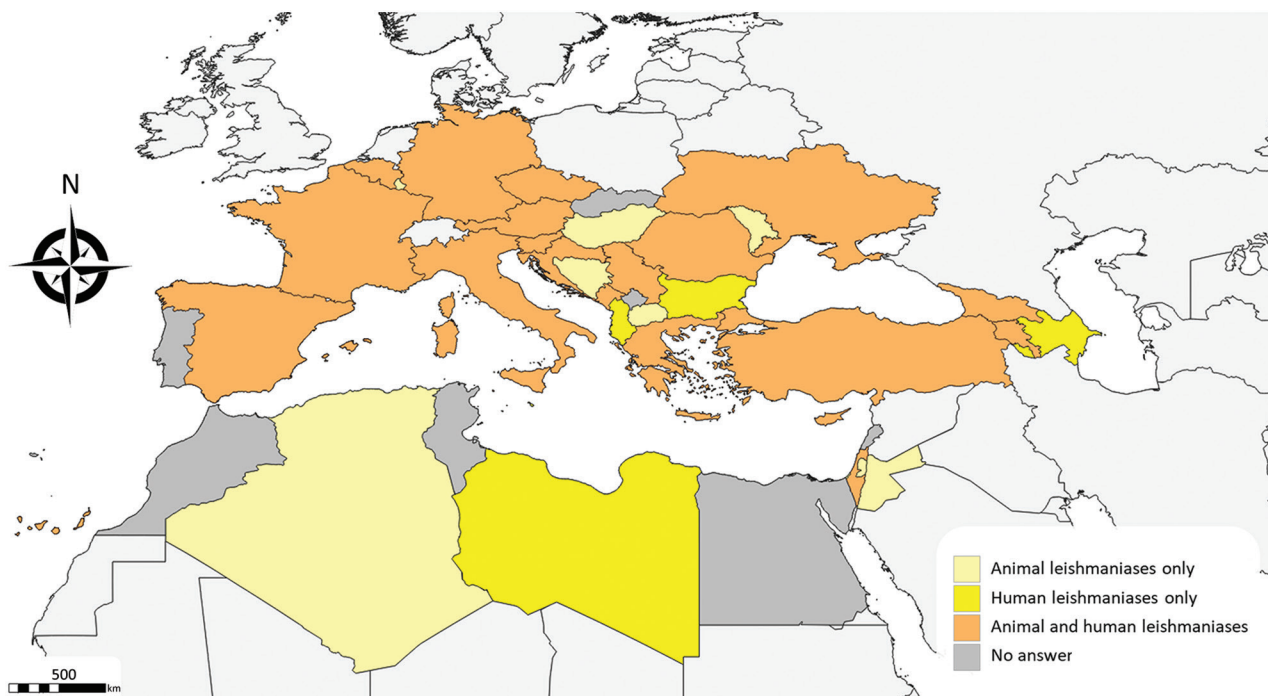 N
Animal leishmaniases only
Human leishmaniases only
Animal and human leishmaniases
No answer
500
km